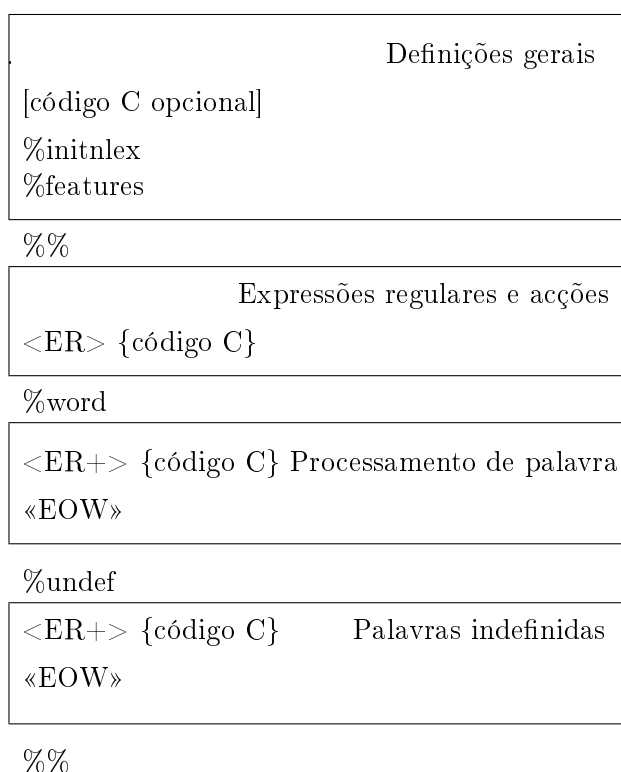 . Definições gerais
[código C opcional]
%initnlex
%features
%%
Expressões regulares e acções
<ER> {código C}
%word
<ER+> {código C} Processamento de palavra
«EOW»
%undef
<ER+> {código C} Palavras indefinidas
«EOW»
%%